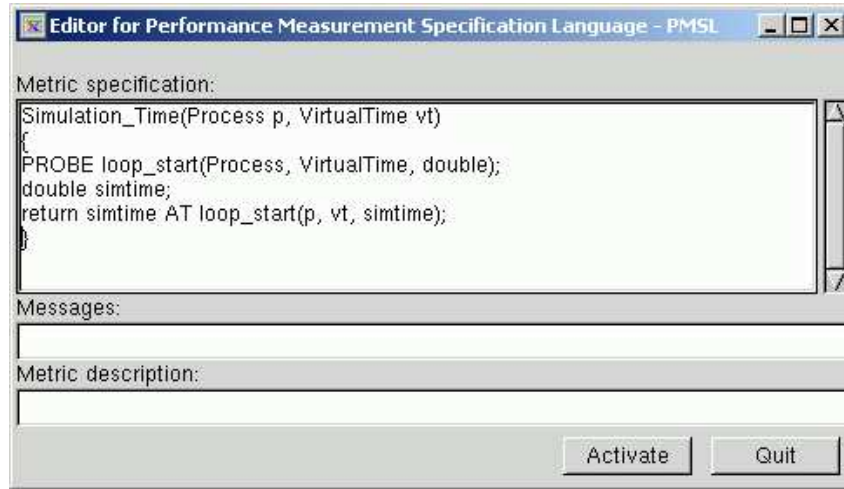 Editor for Performance Measurement Specification Language - PMSL
Metric specification:
Simulation_Time(Process p, VirtualTime vt)
{
PROBE loop_start(Process, VirtualTime, double);
double simtime;
return simtime AT loop_start(p, vt, simtime);
}
Messages:
Metric description:
Activate Quit